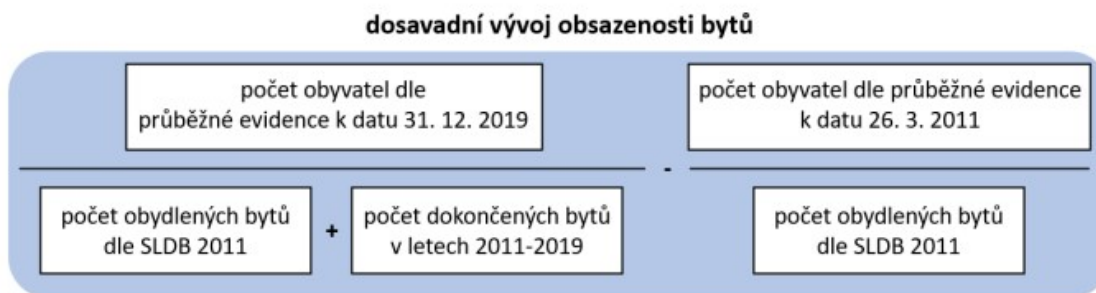 dosavadní vývoj obsazenosti bytů
počet obyvatel dle
průběžné evidence k datu 31. 12. 2019
počet obyvatel dle průběžné evidence
k datu 26. 3. 2011
-
počet obydlených bytů
dle SLDB 2011
+
počet dokončených bytů
v letech 2011-2019
počet obydlených bytů
dle SLDB 2011